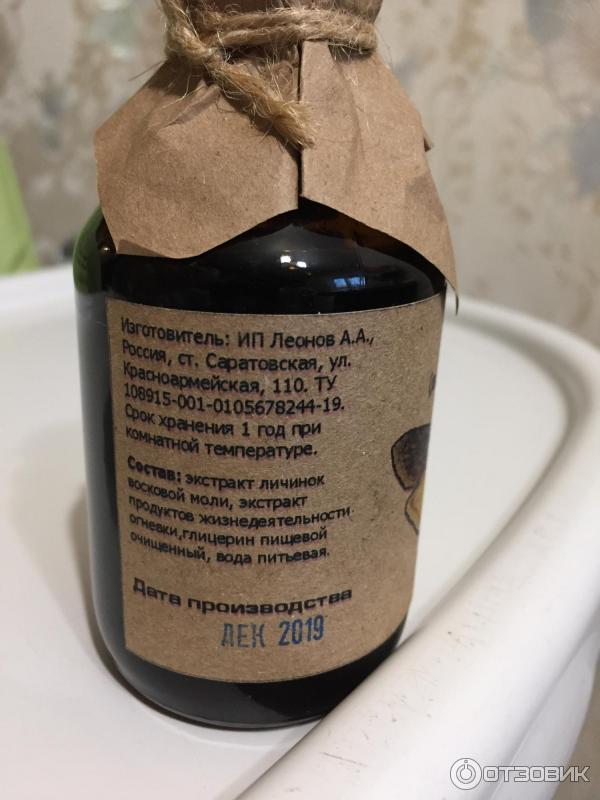 Изготовитель: ИП Леонов А.А.,
Россия, ст. Саратовская, ул.
Красноармейская, 110. ТУ
108915-001-0105678244-19.
Срок хранения 1 год при
комнатной температуре.
Состав: экстракт личинок
восковой моли, экстракт
продуктов жизнедеятельности
огневки,глицерин пищевой
очищенный, вода питьевая.
Дата производства
ДЕК 2019
ОТЗОВИК